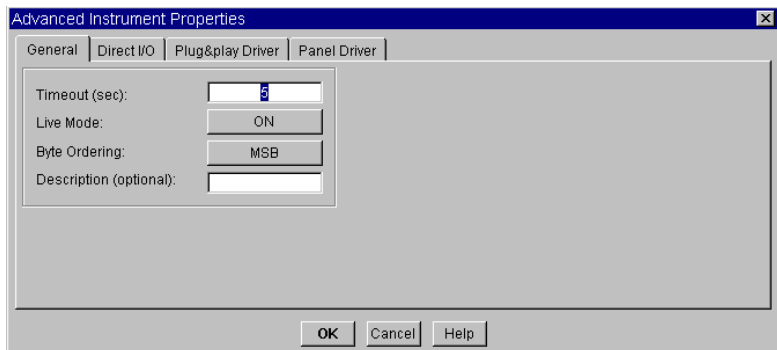 Advanced Instrument Properties
General Direct I/O Plug&play Driver Panel Driver
Timeout (sec): 5
Live Mode: ON
Byte Ordering: MSB
Description (optional):
OK Cancel Help